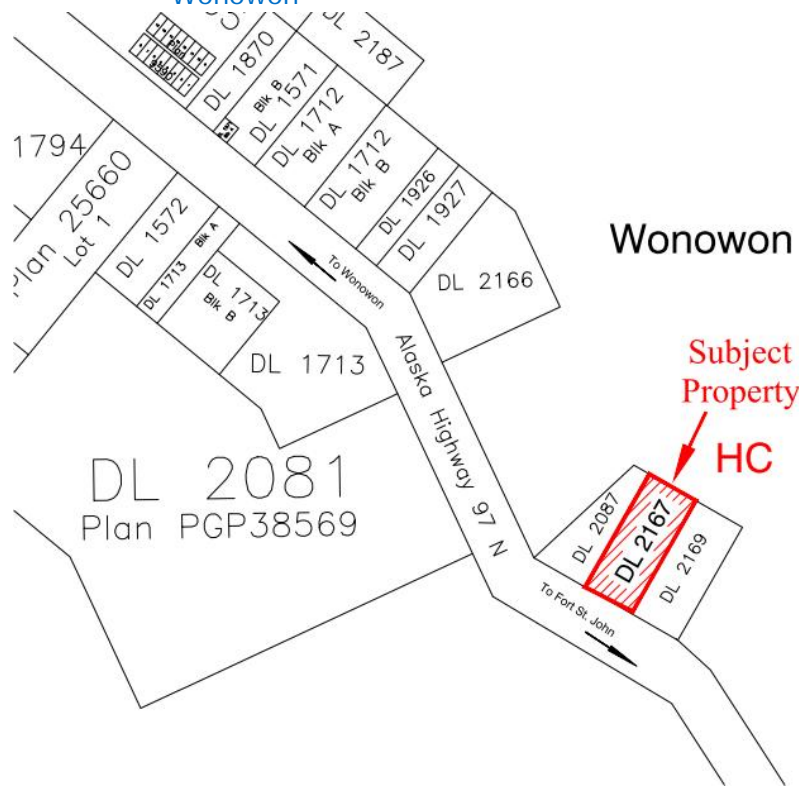 Wonowon
DL 2187
Plan
9590
DL 1870
Blk B
DL 1571
DL 1712
Blk A
DL 1712
Blk B
DL 1926
DL 1927
1794
Plan 25660
Lot 1
DL 1572
Blk A
DL 1713
DL 1713
Blk B
To Wonowon
DL 2166
Wonowon
DL 1713
Alaska Highway 97 N
Subject
Property
HC
DL 2081
Plan PGP38569
DL 2087
DL 2167
DL 2169
To Fort St. John